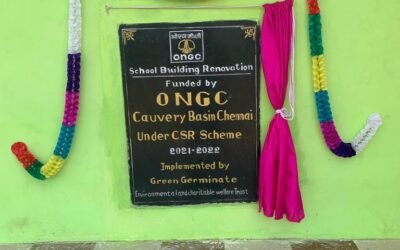 ONGC
School Building Renovation
Funded by
ONGC
Cauvery Basin Chennai
Under CSR Scheme
2021-2022
Implemented by
Green Germinate
Environmental and charitable welfare Trust